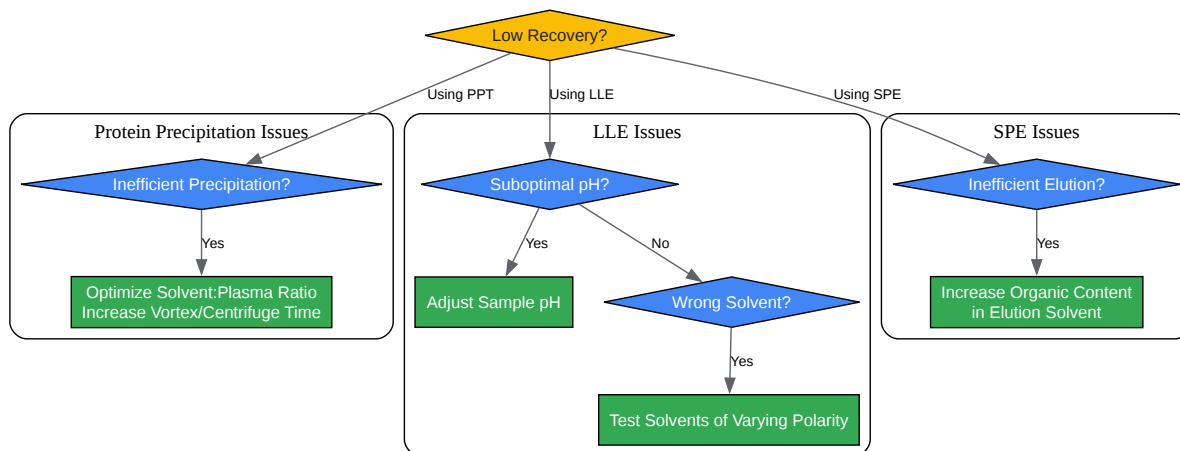 Low Recovery?
Using PPT
Using LLE
Using SPE
Protein Precipitation Issues
LLE Issues
SPE Issues
Inefficient Precipitation?
Suboptimal pH?
Inefficient Elution?
Yes
Yes
No
Yes
Optimize Solvent:Plasma Ratio
Increase Vortex/Centrifuge Time
Adjust Sample pH
Wrong Solvent?
Increase Organic Content
in Elution Solvent
Yes
Test Solvents of Varying Polarity